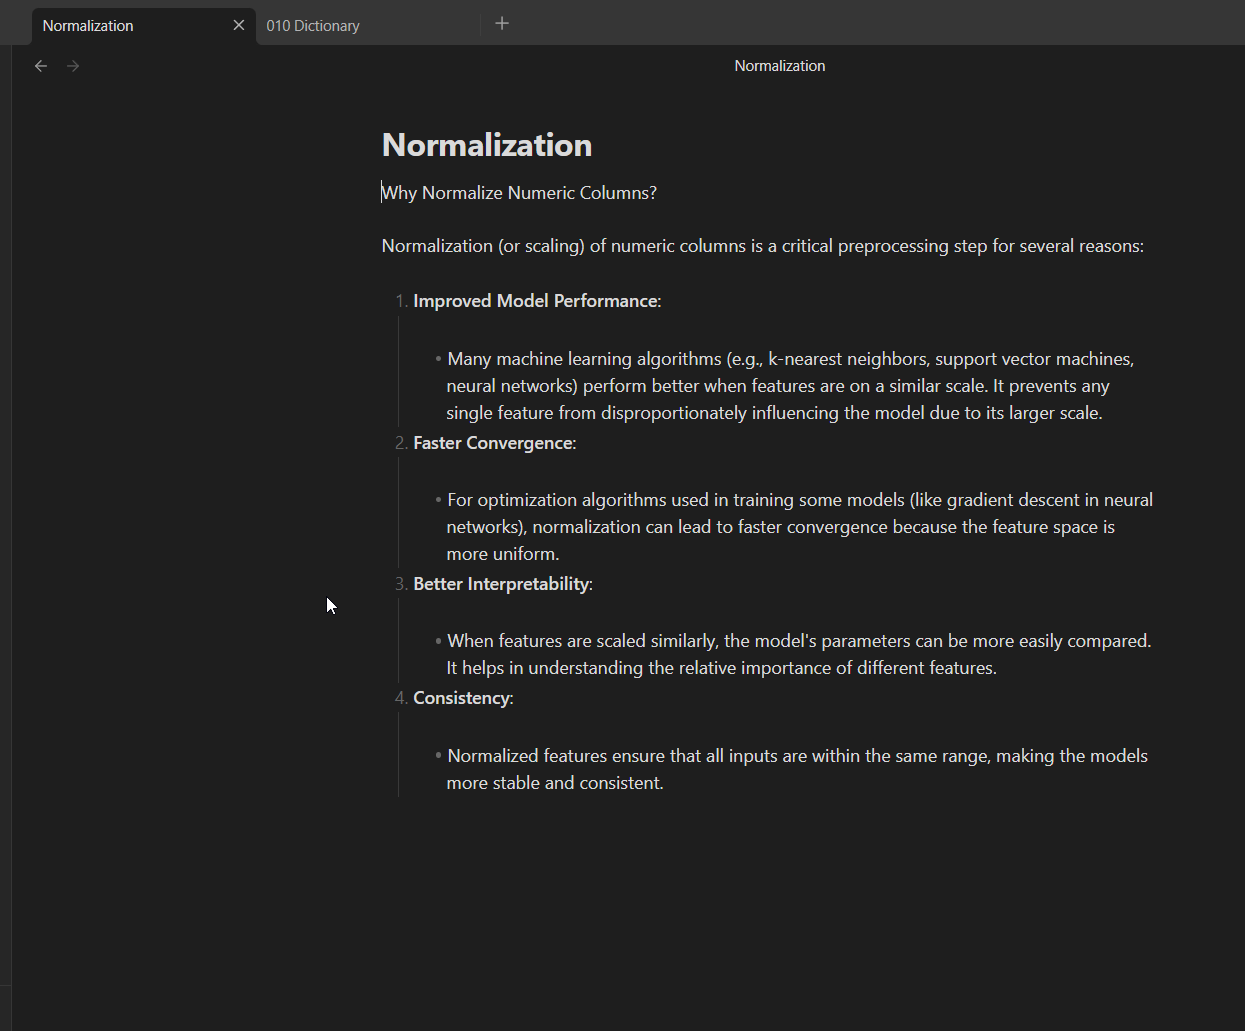 Normalization
010 Dictionary
Normalization
Normalization
Why Normalize Numeric Columns?
Normalization (or scaling) of numeric columns is a critical preprocessing step for several reasons:
1. Improved Model Performance:
• Many machine learning algorithms (e.g., k-nearest neighbors, support vector machines,
neural networks) perform better when features are on a similar scale. It prevents any
single feature from disproportionately influencing the model due to its larger scale.
2. Faster Convergence:
• For optimization algorithms used in training some models (like gradient descent in neural
networks), normalization can lead to faster convergence because the feature space is
more uniform.
3. Better Interpretability:
• When features are scaled similarly, the model's parameters can be more easily compared.
It helps in understanding the relative importance of different features.
4. Consistency:
• Normalized features ensure that all inputs are within the same range, making the models
more stable and consistent.